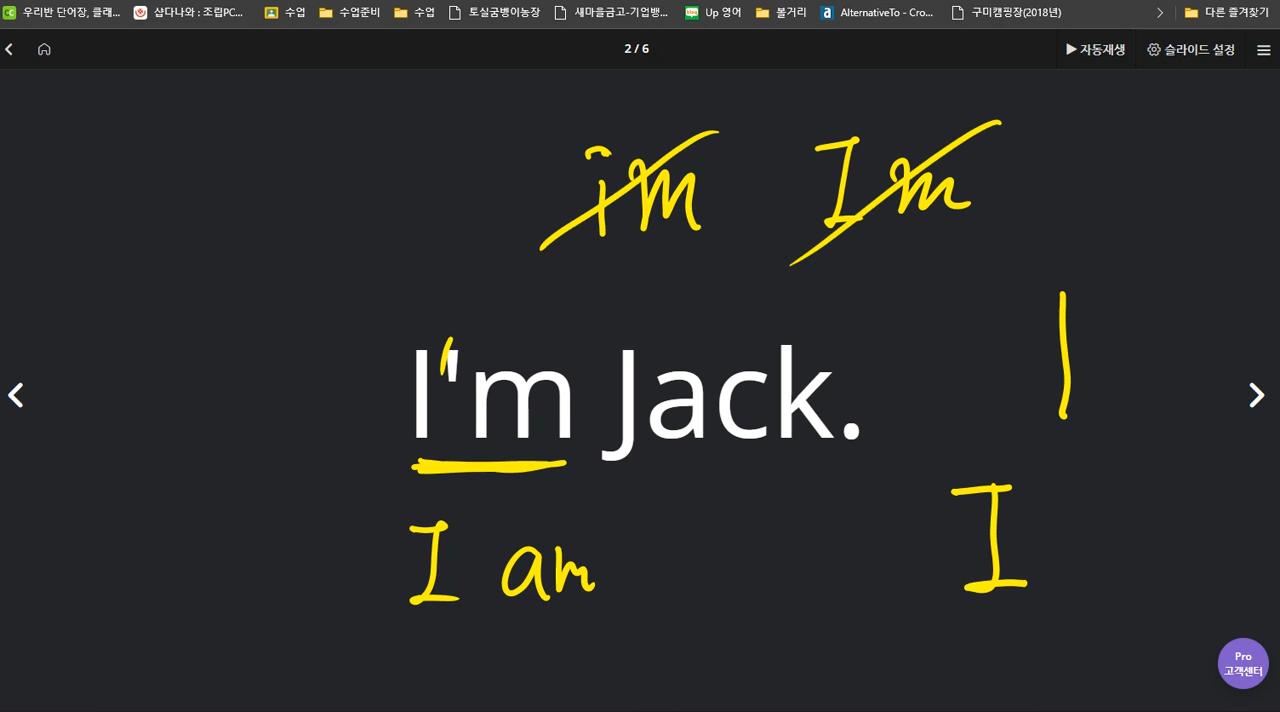 우리반 단어장, 클래... 샵다나와 : 조립PC... 수업 수업준비 수업 토실굼벵이농장 새마을금고-기업뱅... Up 영어 볼거리 AlternativeTo - Cro... 구미캠핑장(2018년) 다른 즐겨찾기
2 / 6 자동재생 슬라이드 설정
im Im
I'm Jack.
I
I am I
Pro
고객센터